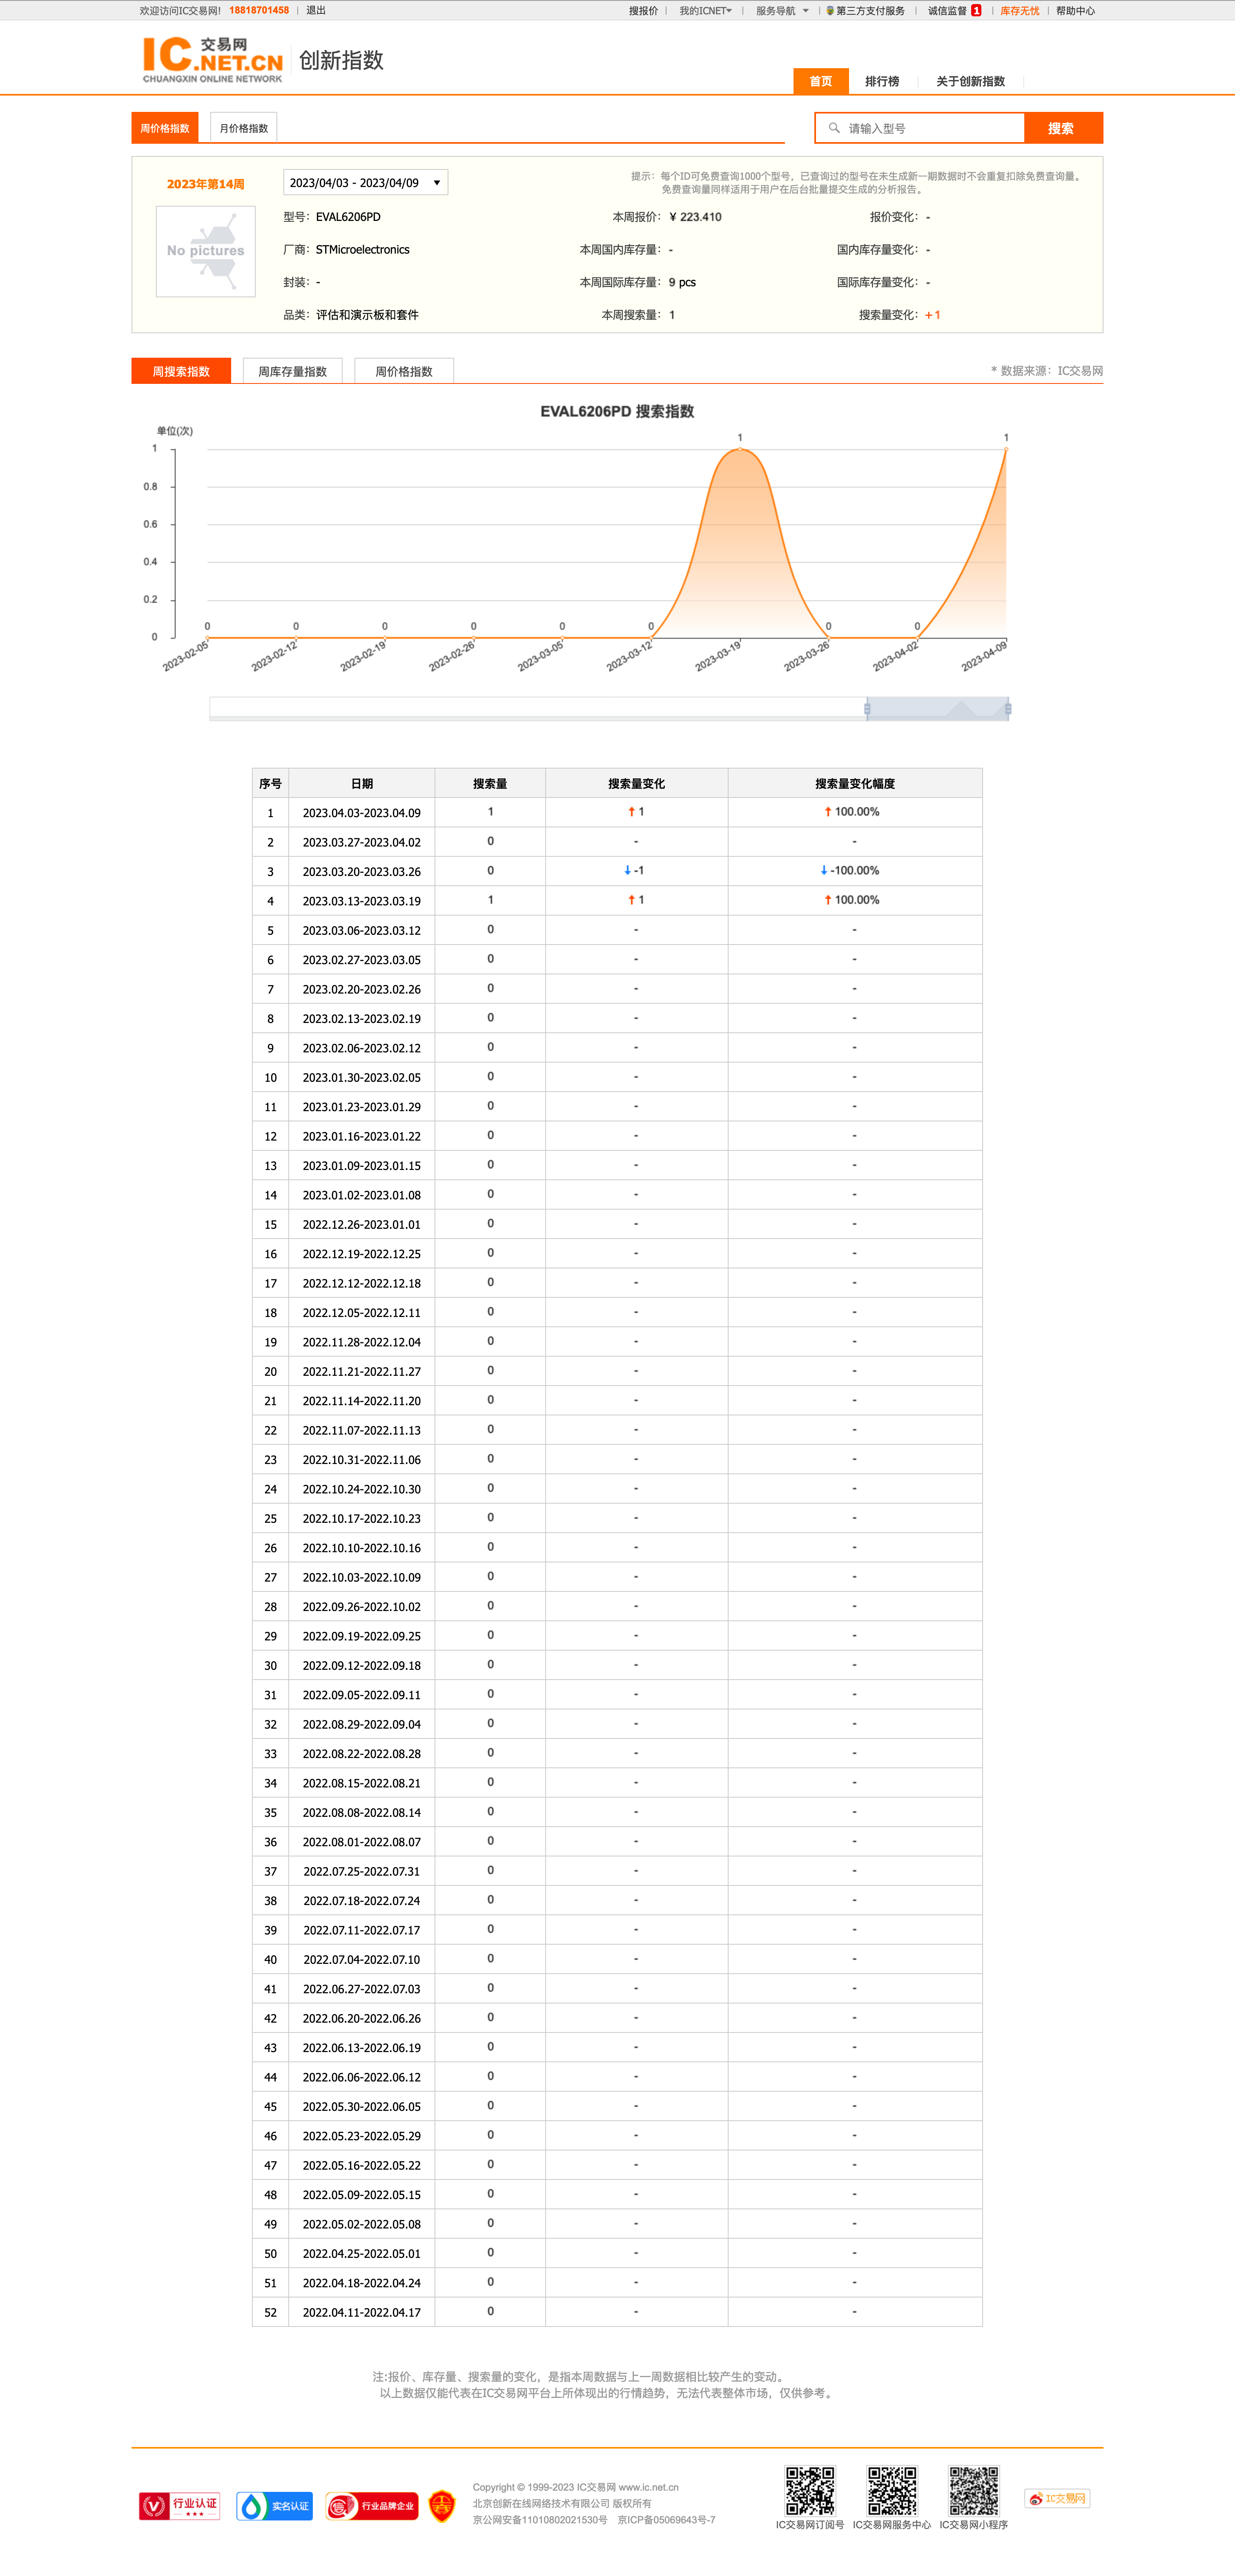 欢迎访问IC交易网! 18818701458 | 退出 搜报价 | 我的ICNET | 服务导航 | 第三方支付服务 | 诚信监督 1 | 库存无忧 | 帮助中心
IC 交易网 .NET.CN 创新指数
CHUANGXIN ONLINE NETWORK
首页 排行榜 关于创新指数
周价格指数 月价格指数 请输入型号 搜索
2023年第14周 2023/04/03 - 2023/04/09 提示：每个ID可免费查询1000个型号，已查询过的型号在未生成新一期数据时不会重复扣除免费查询量。
免费查询量同样适用于用户在后台批量提交生成的分析报告。
No pictures
型号：EVAL6206PD 本周报价：¥ 223.410 报价变化：-
厂商：STMicroelectronics 本周国内库存量：- 国内库存量变化：-
封装：- 本周国际库存量：9 pcs 国际库存量变化：-
品类：评估和演示板和套件 本周搜索量：1 搜索量变化：+1
周搜索指数 周库存量指数 周价格指数 * 数据来源：IC交易网
EVAL6206PD 搜索指数
单位(次)
1
0.8
0.6
0.4
0.2
0
0 0 0 0 0 0 1 0 0 1
2023-02-05 2023-02-12 2023-02-19 2023-02-26 2023-03-05 2023-03-12 2023-03-19 2023-03-26 2023-04-02 2023-04-09
序号 日期 搜索量 搜索量变化 搜索量变化幅度
1 2023.04.03-2023.04.09 1 ↑1 ↑100.00%
2 2023.03.27-2023.04.02 0 - -
3 2023.03.20-2023.03.26 0 ↓-1 ↓-100.00%
4 2023.03.13-2023.03.19 1 ↑1 ↑100.00%
5 2023.03.06-2023.03.12 0 - -
6 2023.02.27-2023.03.05 0 - -
7 2023.02.20-2023.02.26 0 - -
8 2023.02.13-2023.02.19 0 - -
9 2023.02.06-2023.02.12 0 - -
10 2023.01.30-2023.02.05 0 - -
11 2023.01.23-2023.01.29 0 - -
12 2023.01.16-2023.01.22 0 - -
13 2023.01.09-2023.01.15 0 - -
14 2023.01.02-2023.01.08 0 - -
15 2022.12.26-2023.01.01 0 - -
16 2022.12.19-2022.12.25 0 - -
17 2022.12.12-2022.12.18 0 - -
18 2022.12.05-2022.12.11 0 - -
19 2022.11.28-2022.12.04 0 - -
20 2022.11.21-2022.11.27 0 - -
21 2022.11.14-2022.11.20 0 - -
22 2022.11.07-2022.11.13 0 - -
23 2022.10.31-2022.11.06 0 - -
24 2022.10.24-2022.10.30 0 - -
25 2022.10.17-2022.10.23 0 - -
26 2022.10.10-2022.10.16 0 - -
27 2022.10.03-2022.10.09 0 - -
28 2022.09.26-2022.10.02 0 - -
29 2022.09.19-2022.09.25 0 - -
30 2022.09.12-2022.09.18 0 - -
31 2022.09.05-2022.09.11 0 - -
32 2022.08.29-2022.09.04 0 - -
33 2022.08.22-2022.08.28 0 - -
34 2022.08.15-2022.08.21 0 - -
35 2022.08.08-2022.08.14 0 - -
36 2022.08.01-2022.08.07 0 - -
37 2022.07.25-2022.07.31 0 - -
38 2022.07.18-2022.07.24 0 - -
39 2022.07.11-2022.07.17 0 - -
40 2022.07.04-2022.07.10 0 - -
41 2022.06.27-2022.07.03 0 - -
42 2022.06.20-2022.06.26 0 - -
43 2022.06.13-2022.06.19 0 - -
44 2022.06.06-2022.06.12 0 - -
45 2022.05.30-2022.06.05 0 - -
46 2022.05.23-2022.05.29 0 - -
47 2022.05.16-2022.05.22 0 - -
48 2022.05.09-2022.05.15 0 - -
49 2022.05.02-2022.05.08 0 - -
50 2022.04.25-2022.05.01 0 - -
51 2022.04.18-2022.04.24 0 - -
52 2022.04.11-2022.04.17 0 - -
注:报价、库存量、搜索量的变化，是指本周数据与上一周数据相比较产生的变动。
以上数据仅能代表在IC交易网平台上所体现出的行情趋势，无法代表整体市场，仅供参考。
行业认证 实名认证 行业品牌企业
Copyright © 1999-2023 IC交易网 www.ic.net.cn
北京创新在线网络技术有限公司 版权所有
京公网安备11010802021530号 京ICP备05069643号-7
IC交易网订阅号 IC交易网服务中心 IC交易网小程序
IC交易网